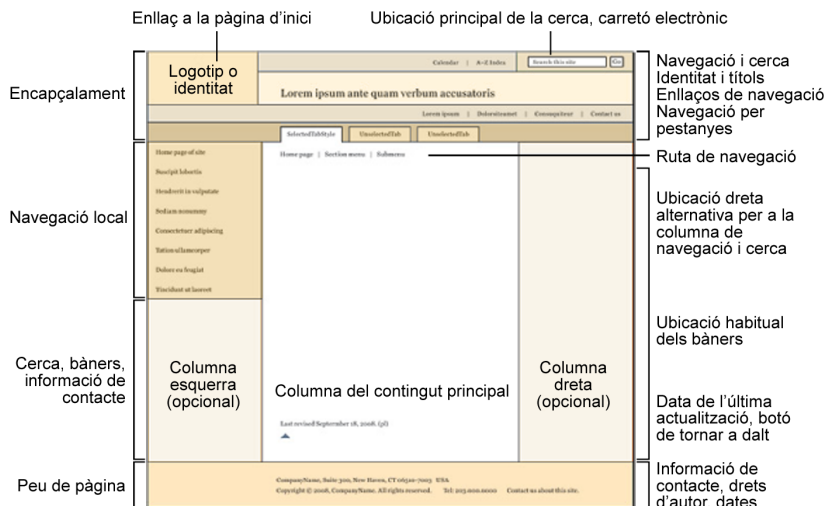 Enllaç a la pàgina d'inici
Ubicació principal de la cerca, carretó electrònic
Encapçalament
Logotip o
identitat
Calendar | A–Z Index
Search this site
Go
Lorem ipsum ante quam verbum accusatoris
Lorem ipsum | Dolorsitamet | Consequiteur | Contact us
SelectedTabStyle
UnselectedTab
UnselectedTab
Navegació i cerca
Identitat i títols
Enllaços de navegació
Navegació per
pestanyes
Home page | Section menu | Submenu
Ruta de navegació
Navegació local
Home page of site
Suscipit lobortis
Hendrerit in vulputate
Sediam nonummy
Consectetuer adipiscing
Tation ullamcorper
Dolore eu feugiat
Tincidunt ut laoreet
Ubicació dreta
alternativa per a la
columna de
navegació i cerca
Ubicació habitual
dels bàners
Cerca, bàners,
informació de
contacte
Columna
esquerra
(opcional)
Columna del contingut principal
Columna
dreta
(opcional)
Last revised September 18, 2008. (pl)
Data de l'última
actualització, botó
de tornar a dalt
Peu de pàgina
CompanyName, Suite 300, New Haven, CT 06520-7003 USA
Copyright © 2008, CompanyName. All rights reserved. Tel: 203.000.0000 Contact us about this site.
Informació de
contacte, drets
d'autor, dates